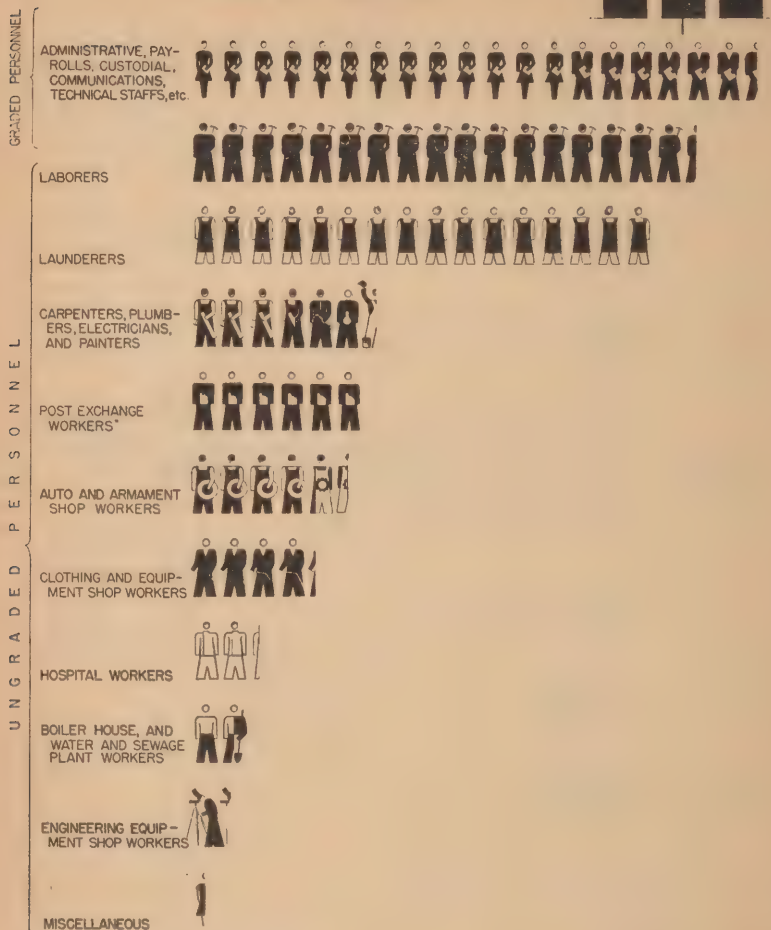 GRADED PERSONNEL
ADMINISTRATIVE, PAY-
ROLLS, CUSTODIAL,
COMMUNICATIONS,
TECHNICAL STAFFS, etc.
UNGRADED PERSONNEL
LABORERS
LAUNDERERS
CARPENTERS, PLUMB-
ERS, ELECTRICIANS,
AND PAINTERS
POST EXCHANGE
WORKERS*
AUTO AND ARMAMENT
SHOP WORKERS
CLOTHING AND EQUIP-
MENT SHOP WORKERS
HOSPITAL WORKERS
BOILER HOUSE, AND
WATER AND SEWAGE
PLANT WORKERS
ENGINEERING EQUIP-
MENT SHOP WORKERS
MISCELLANEOUS